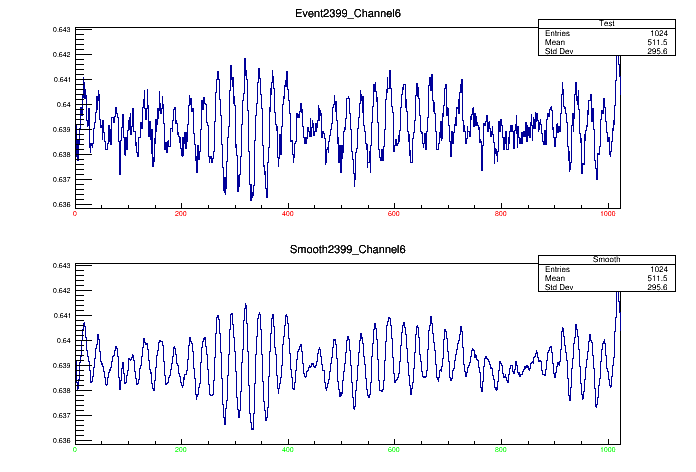 Event2399_Channel6
Test
Entries 1024
Mean 511.5
Std Dev 295.6
0.643
0.642
0.641
0.64
0.639
0.638
0.637
0.636
0 200 400 600 800 1000
Smooth2399_Channel6
Smooth
Entries 1024
Mean 511.5
Std Dev 295.6
0.643
0.642
0.641
0.64
0.639
0.638
0.637
0.636
0 200 400 600 800 1000